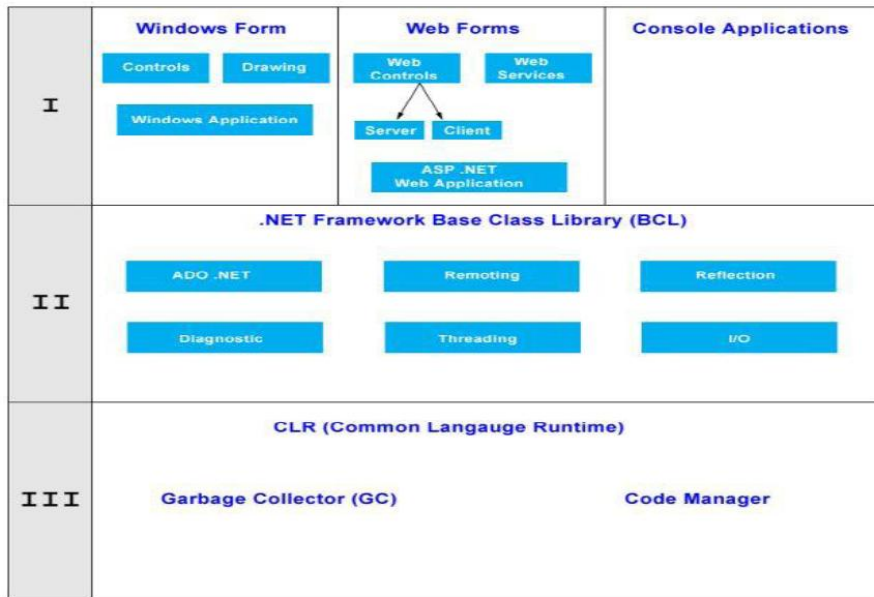 Windows Form
Web Forms
Console Applications
Controls
Drawing
Web
Controls
Web
Services
I
Windows Application
Server
Client
ASP .NET
Web Application
.NET Framework Base Class Library (BCL)
ADO .NET
Remoting
Reflection
II
Diagnostic
Threading
I/O
CLR (Common Langauge Runtime)
III
Garbage Collector (GC)
Code Manager